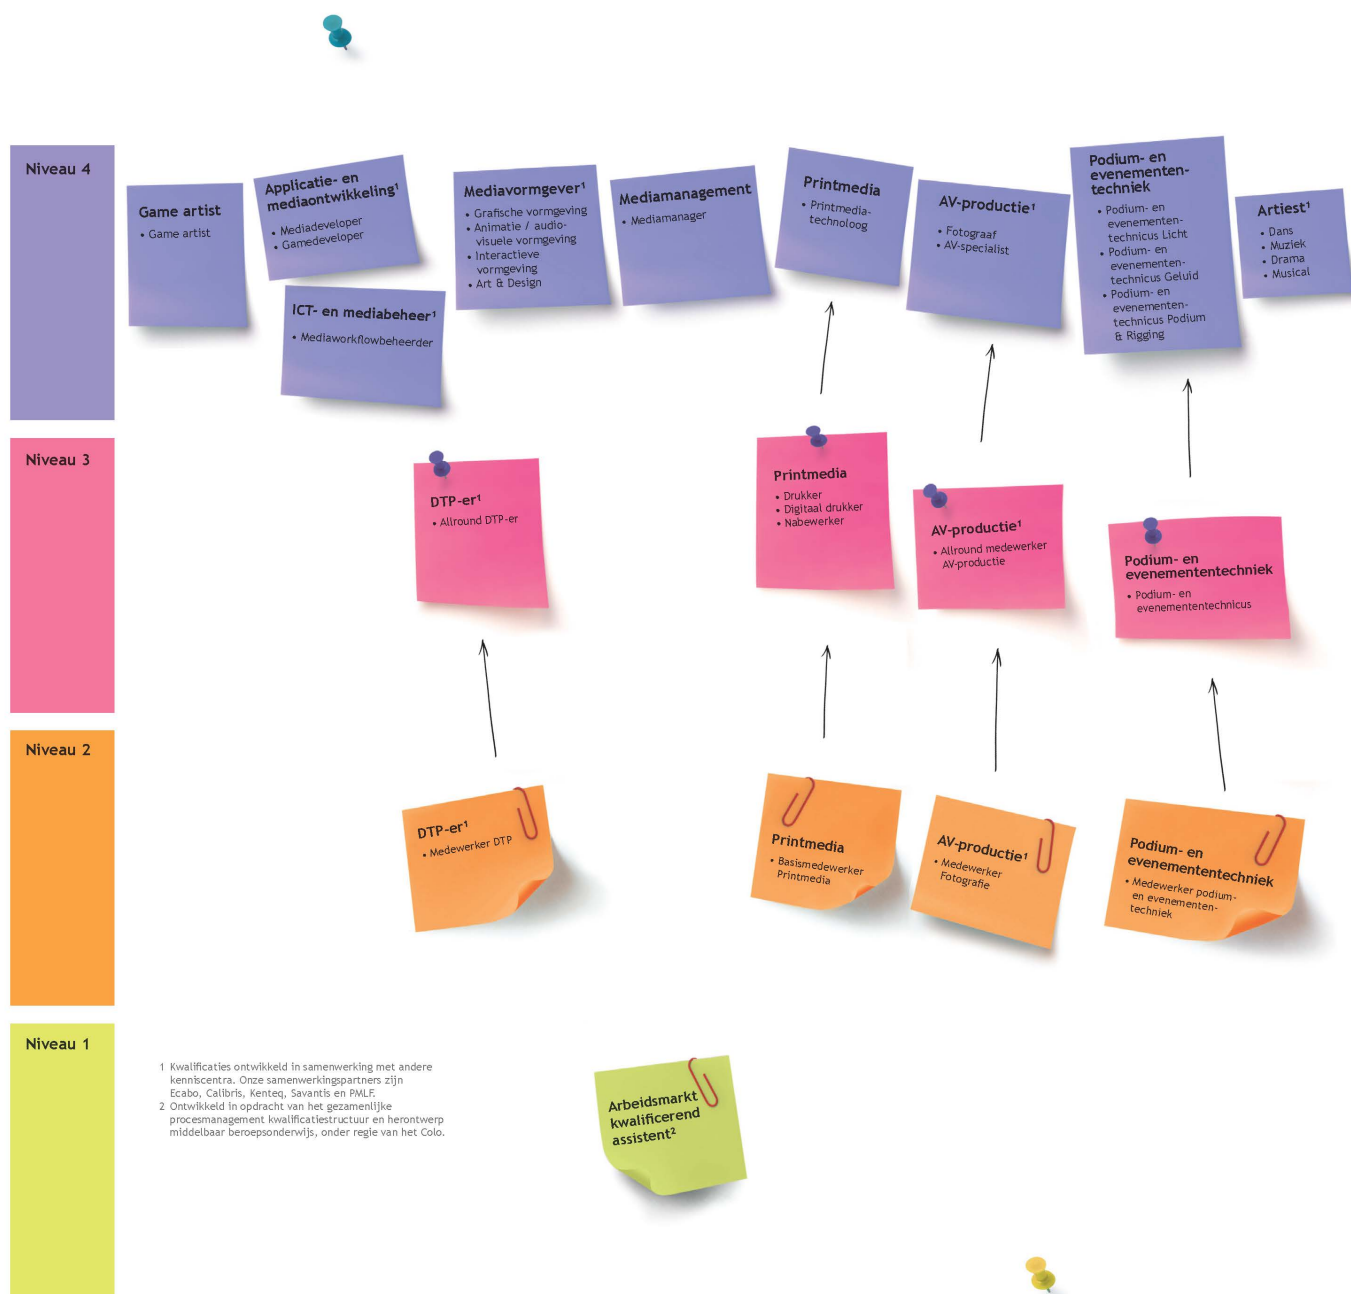 Niveau 4
Game artist
• Game artist
Applicatie- en
mediaontwikkeling¹
• Mediadeveloper
• Gamedeveloper
ICT- en mediabeheer¹
• Mediaworkflowbeheerder
Mediavormgever¹
• Grafische vormgeving
• Animatie / audio-
visuele vormgeving
• Interactieve
vormgeving
• Art & Design
Mediamanagement
• Mediamanager
Printmedia
• Printmedia-
technoloog
AV-productie¹
• Fotograaf
• AV-specialist
Podium- en
evenementen-
techniek
• Podium- en
evenementen-
technicus Licht
• Podium- en
evenementen-
technicus Geluid
• Podium- en
evenementen-
technicus Podium
& Rigging
Artiest¹
• Dans
• Muziek
• Drama
• Musical
Niveau 3
DTP-er¹
• Allround DTP-er
Printmedia
• Drukker
• Digitaal drukker
• Nabewerker
AV-productie¹
• Allround medewerker
AV-productie
Podium- en
evenemententechniek
• Podium- en
evenemententechnicus
Niveau 2
DTP-er¹
• Medewerker DTP
Printmedia
• Basismedewerker
Printmedia
AV-productie¹
• Medewerker
Fotografie
Podium- en
evenemententechniek
• Medewerker podium-
en evenementen-
techniek
Niveau 1
1 Kwalificaties ontwikkeld in samenwerking met andere
kenniscentra. Onze samenwerkingspartners zijn
Ecabo, Calibris, Kenteq, Savantis en PMLF.
2 Ontwikkeld in opdracht van het gezamenlijke
procesmanagement kwalificatiestructuur en herontwerp
middelbaar beroepsonderwijs, onder regie van het Colo.
Arbeidsmarkt
kwalificerend
assistent²